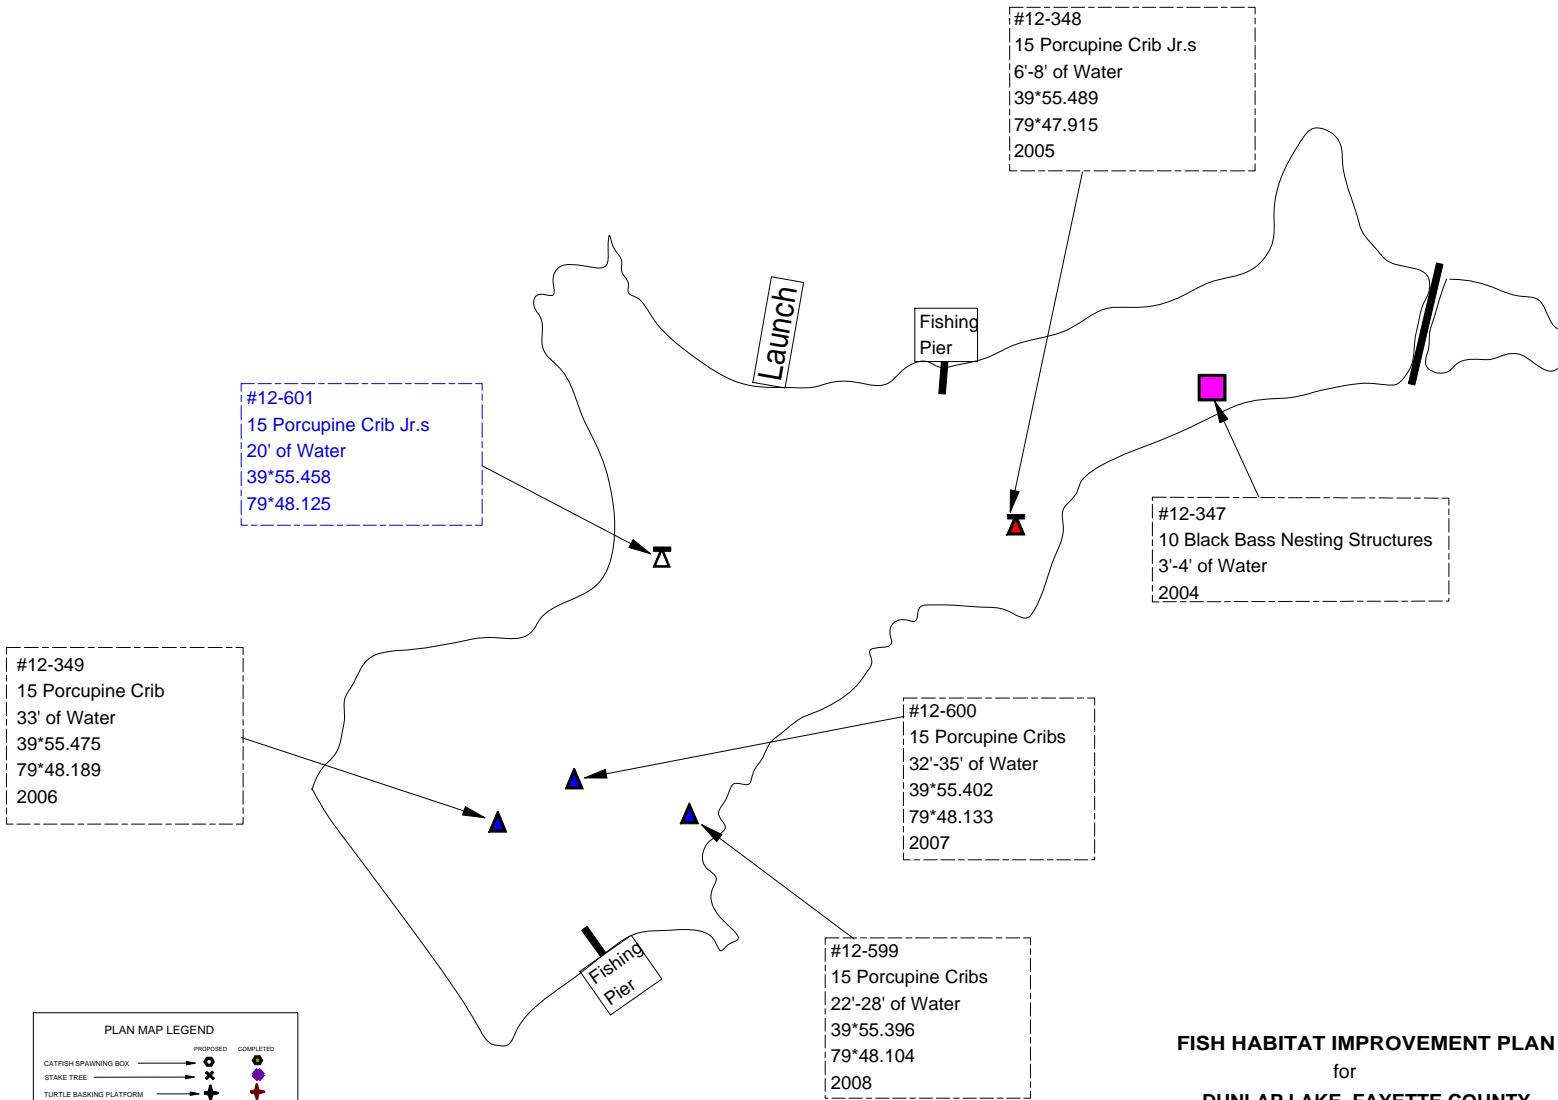 #12-348
15 Porcupine Crib Jr.s
6'-8' of Water
39*55.489
79*47.915
2005
Launch
Fishing
Pier
#12-601
15 Porcupine Crib Jr.s
20' of Water
39*55.458
79*48.125
#12-347
10 Black Bass Nesting Structures
3'-4' of Water
2004
#12-349
15 Porcupine Crib
33' of Water
39*55.475
79*48.189
2006
#12-600
15 Porcupine Cribs
32'-35' of Water
39*55.402
79*48.133
2007
Fishing
Pier
#12-599
15 Porcupine Cribs
22'-28' of Water
39*55.396
79*48.104
2008
PLAN MAP LEGEND
PROPOSED COMPLETED
CATFISH SPAWNING BOX
STAKE TREE
TURTLE BASKING PLATFORM
FISH HABITAT IMPROVEMENT PLAN
for
DUNLAP LAKE, FAYETTE COUNTY